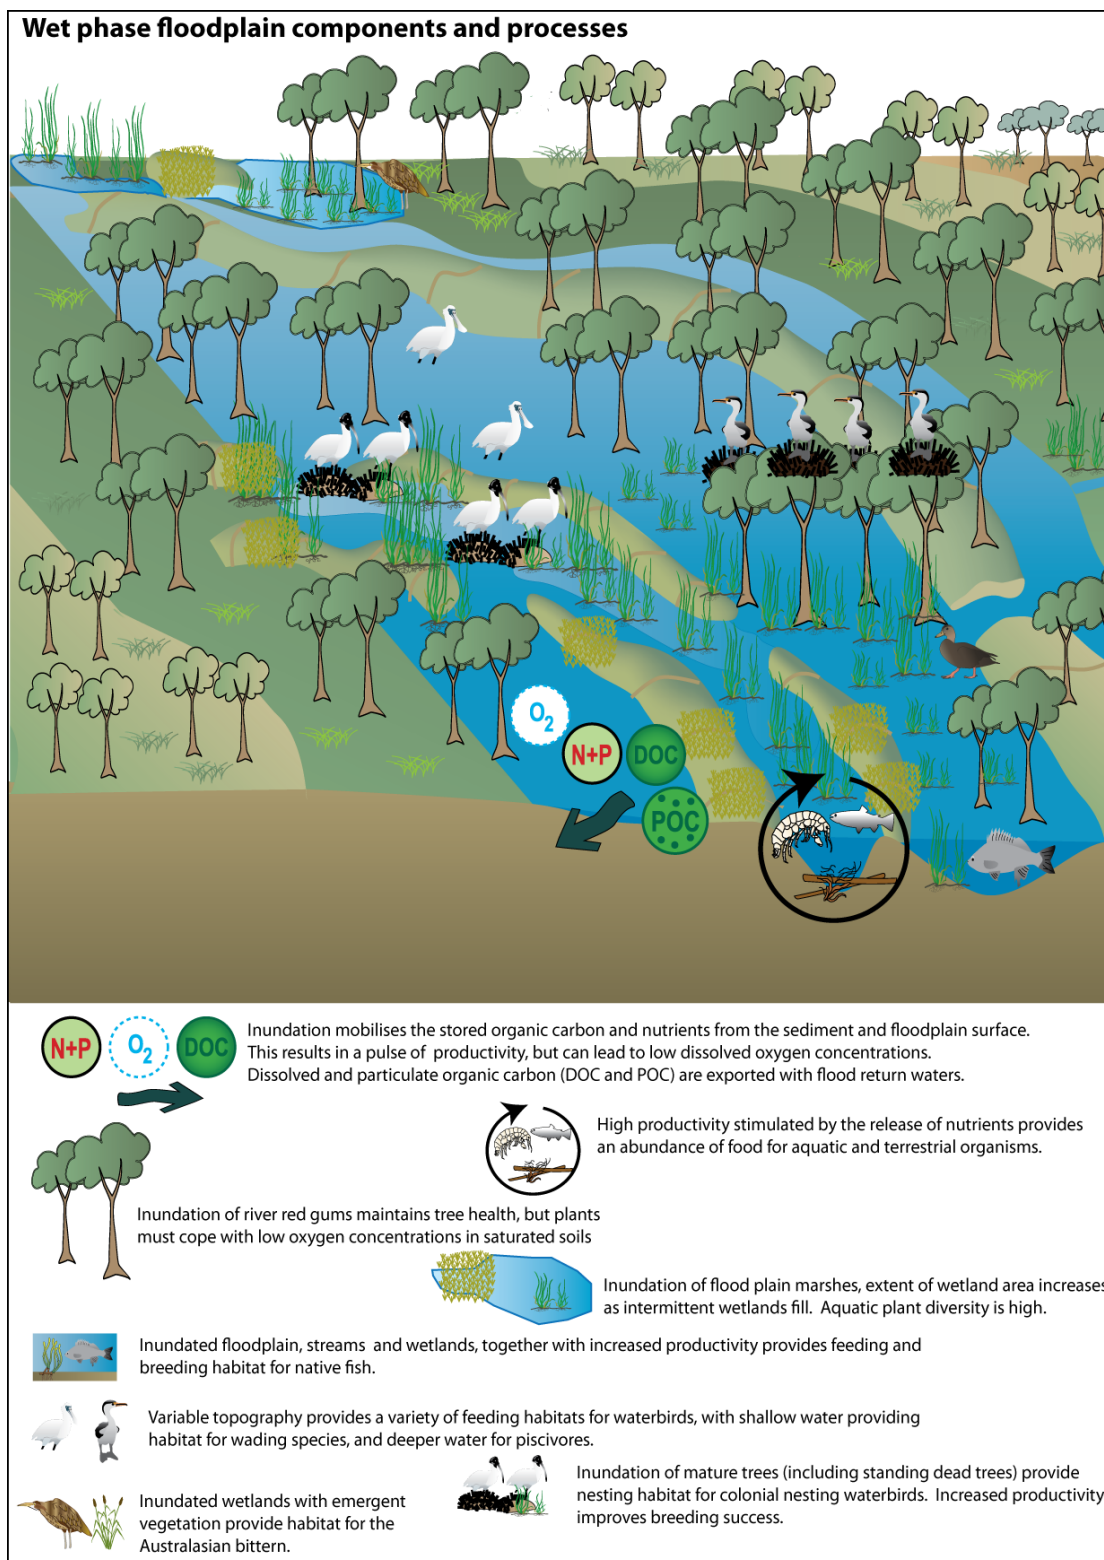 Wet phase floodplain components and processes
O2
N+P
DOC
POC
N+P
O2
DOC
Inundation mobilises the stored organic carbon and nutrients from the sediment and floodplain surface.
This results in a pulse of productivity, but can lead to low dissolved oxygen concentrations.
Dissolved and particulate organic carbon (DOC and POC) are exported with flood return waters.
High productivity stimulated by the release of nutrients provides
an abundance of food for aquatic and terrestrial organisms.
Inundation of river red gums maintains tree health, but plants
must cope with low oxygen concentrations in saturated soils
Inundation of flood plain marshes, extent of wetland area increases
as intermittent wetlands fill. Aquatic plant diversity is high.
Inundated floodplain, streams and wetlands, together with increased productivity provides feeding and
breeding habitat for native fish.
Variable topography provides a variety of feeding habitats for waterbirds, with shallow water providing
habitat for wading species, and deeper water for piscivores.
Inundation of mature trees (including standing dead trees) provide
nesting habitat for colonial nesting waterbirds. Increased productivity
improves breeding success.
Inundated wetlands with emergent
vegetation provide habitat for the
Australasian bittern.